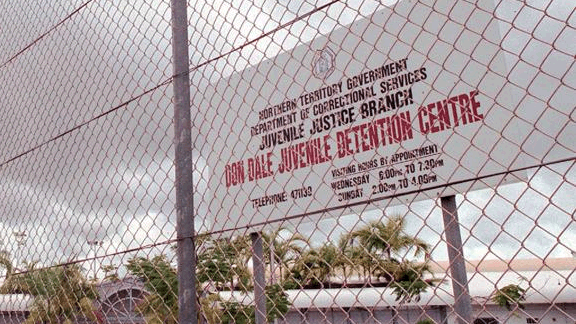 NORTHERN TERRITORY GOVERNMENT
DEPARTMENT OF CORRECTIONAL SERVICES
JUVENILE JUSTICE BRANCH
DON DALE JUVENILE DETENTION CENTRE
VISITING HOURS BY APPOINTMENT
WEDNESDAY 6.00PM TO 7.30PM
SUNDAY 2.00PM TO 4.00PM
TELEPHONE: